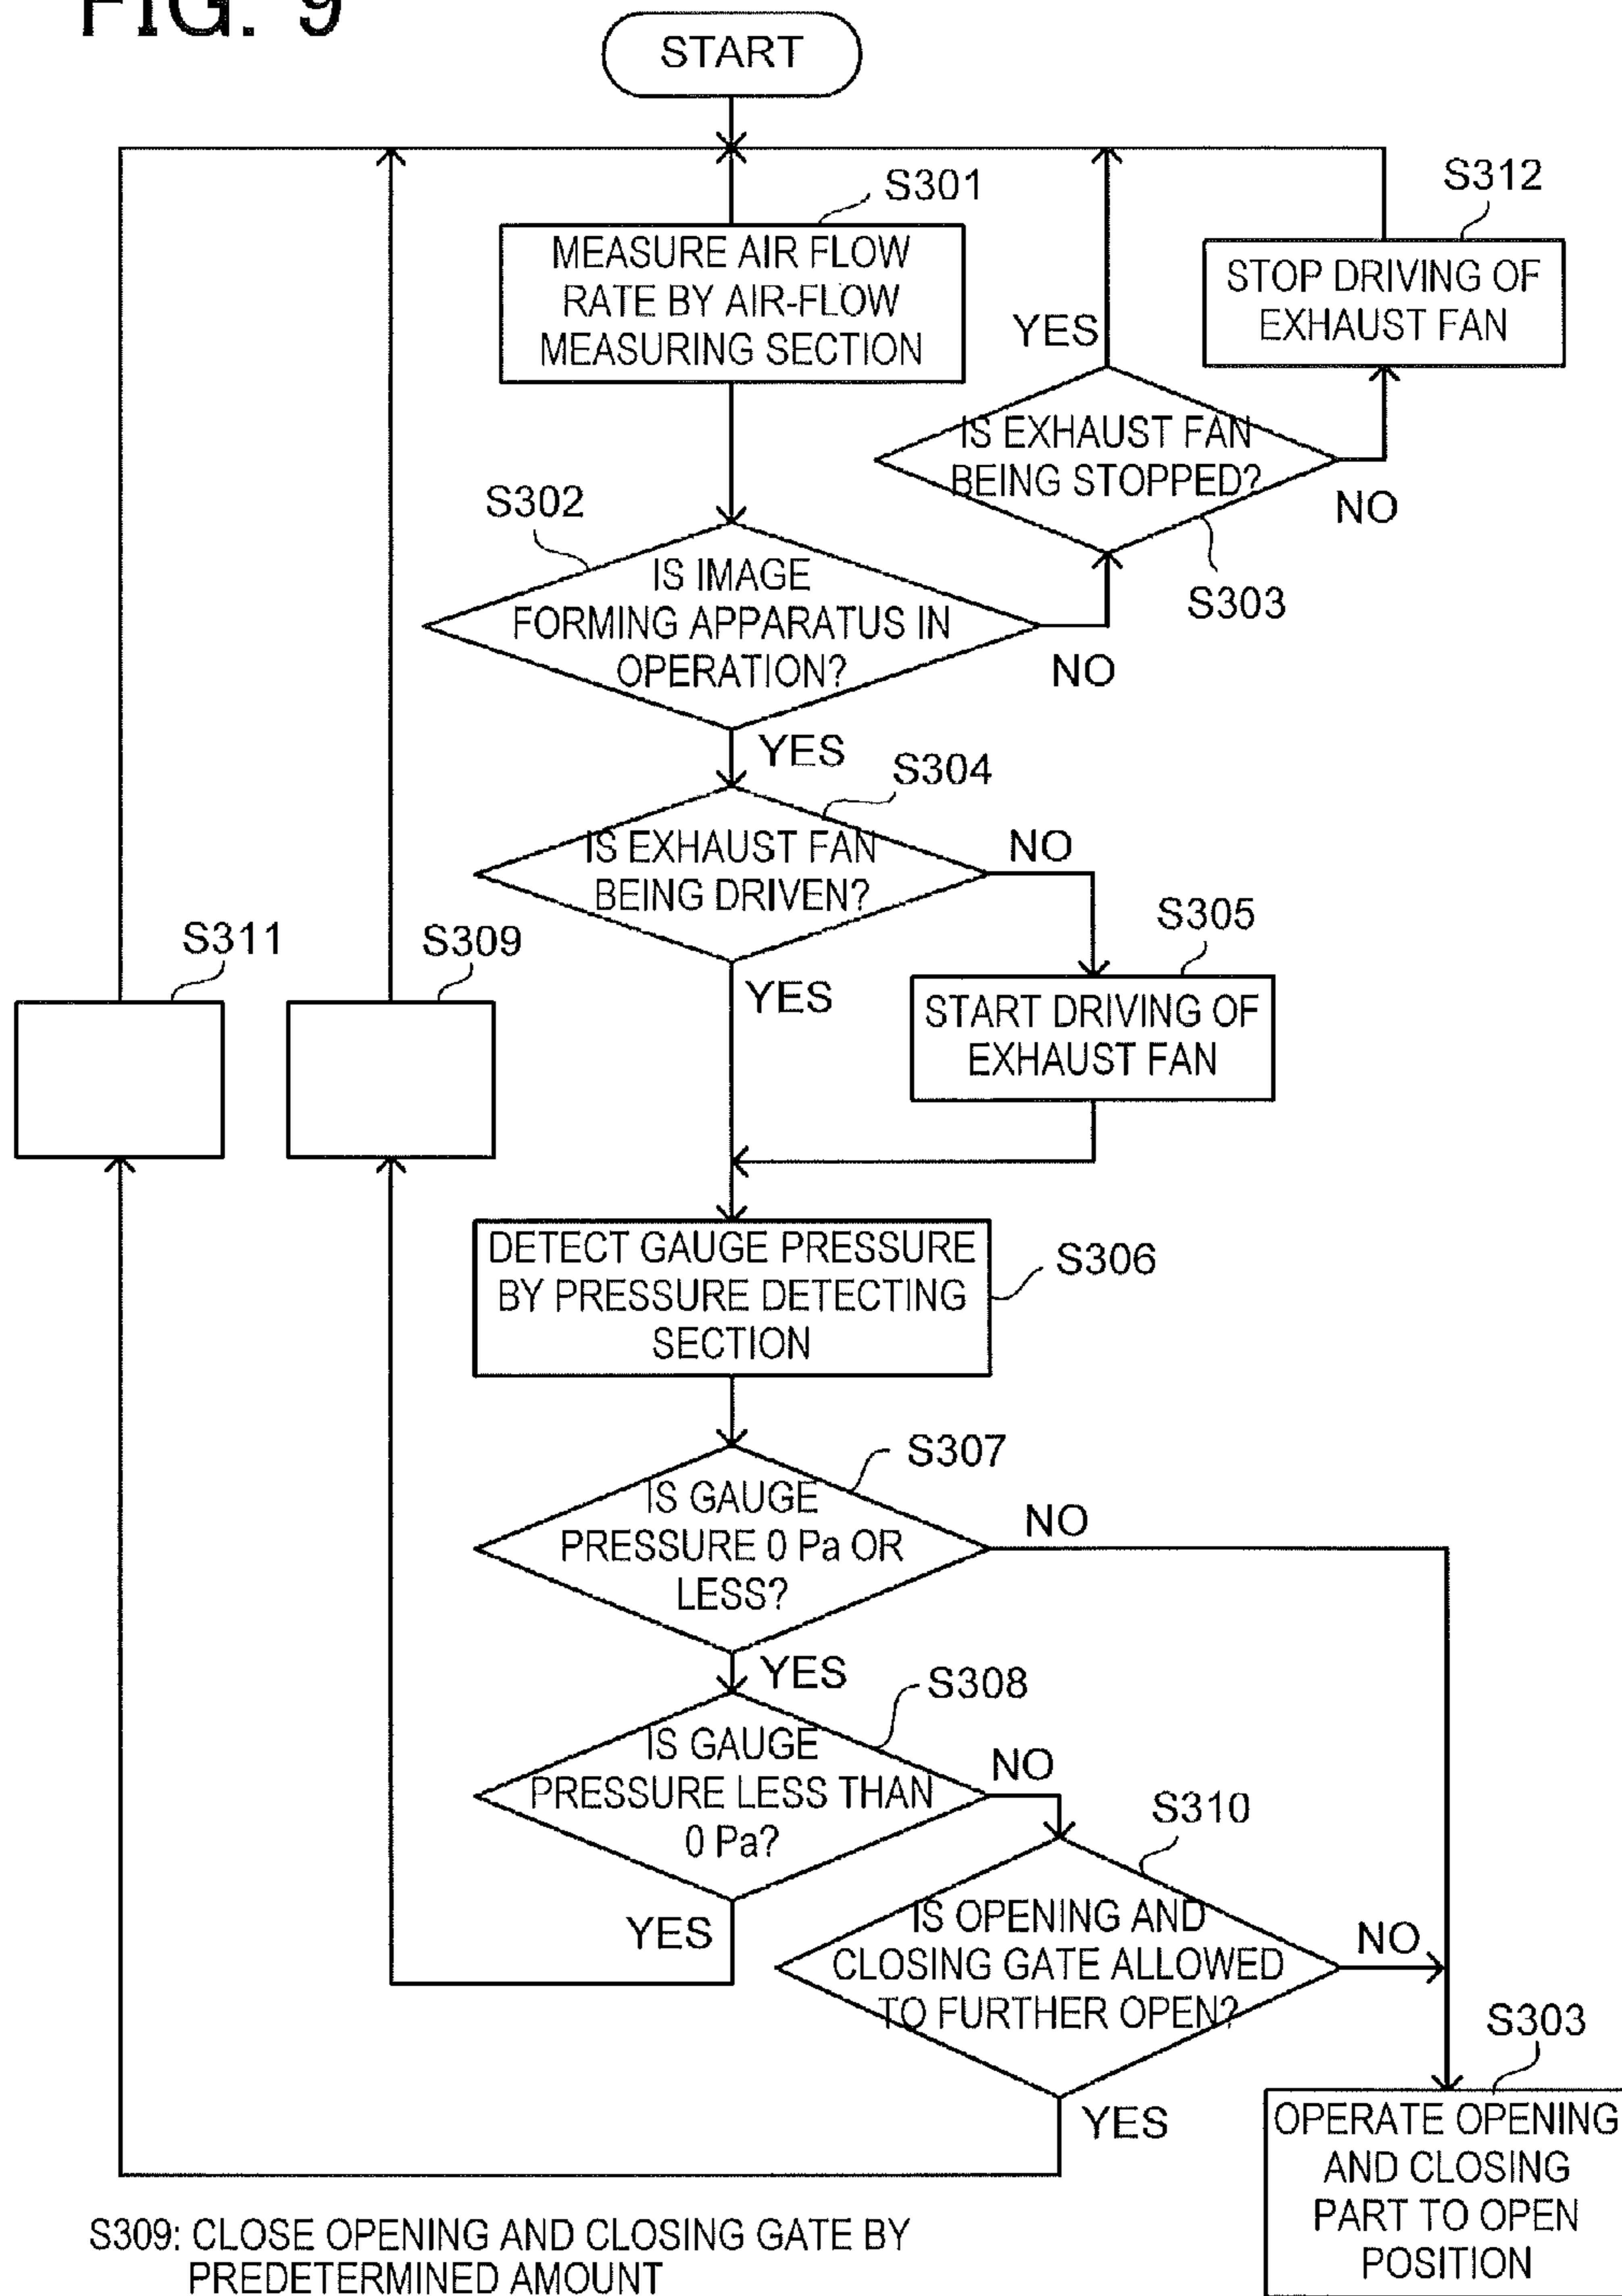 FIG. 9
START
S301
MEASURE AIR FLOW
RATE BY AIR-FLOW
MEASURING SECTION
S312
STOP DRIVING OF
EXHAUST FAN
YES
IS EXHAUST FAN
BEING STOPPED?
NO
S303
S302
IS IMAGE
FORMING APPARATUS IN
OPERATION?
NO
YES
S304
IS EXHAUST FAN
BEING DRIVEN?
NO
YES
S305
START DRIVING OF
EXHAUST FAN
S311
S309
DETECT GAUGE PRESSURE
BY PRESSURE DETECTING
SECTION
S306
S307
IS GAUGE
PRESSURE 0 Pa OR
LESS?
NO
YES
S308
IS GAUGE
PRESSURE LESS THAN
0 Pa?
NO
YES
S310
IS OPENING AND
CLOSING GATE ALLOWED
TO FURTHER OPEN?
NO
YES
S303
OPERATE OPENING
AND CLOSING
PART TO OPEN
POSITION
S309: CLOSE OPENING AND CLOSING GATE BY
PREDETERMINED AMOUNT